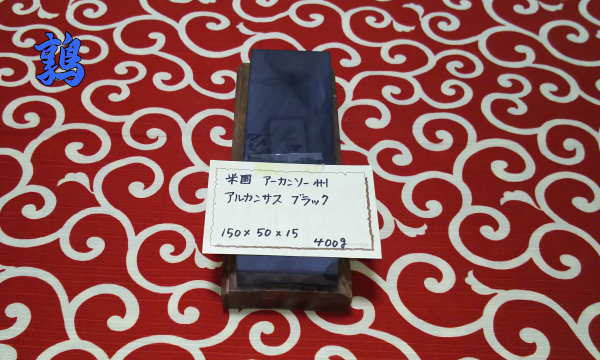 鶉
米国 アーカンソー州
アルカンサス ブラック
150 x 50 x 15
400g